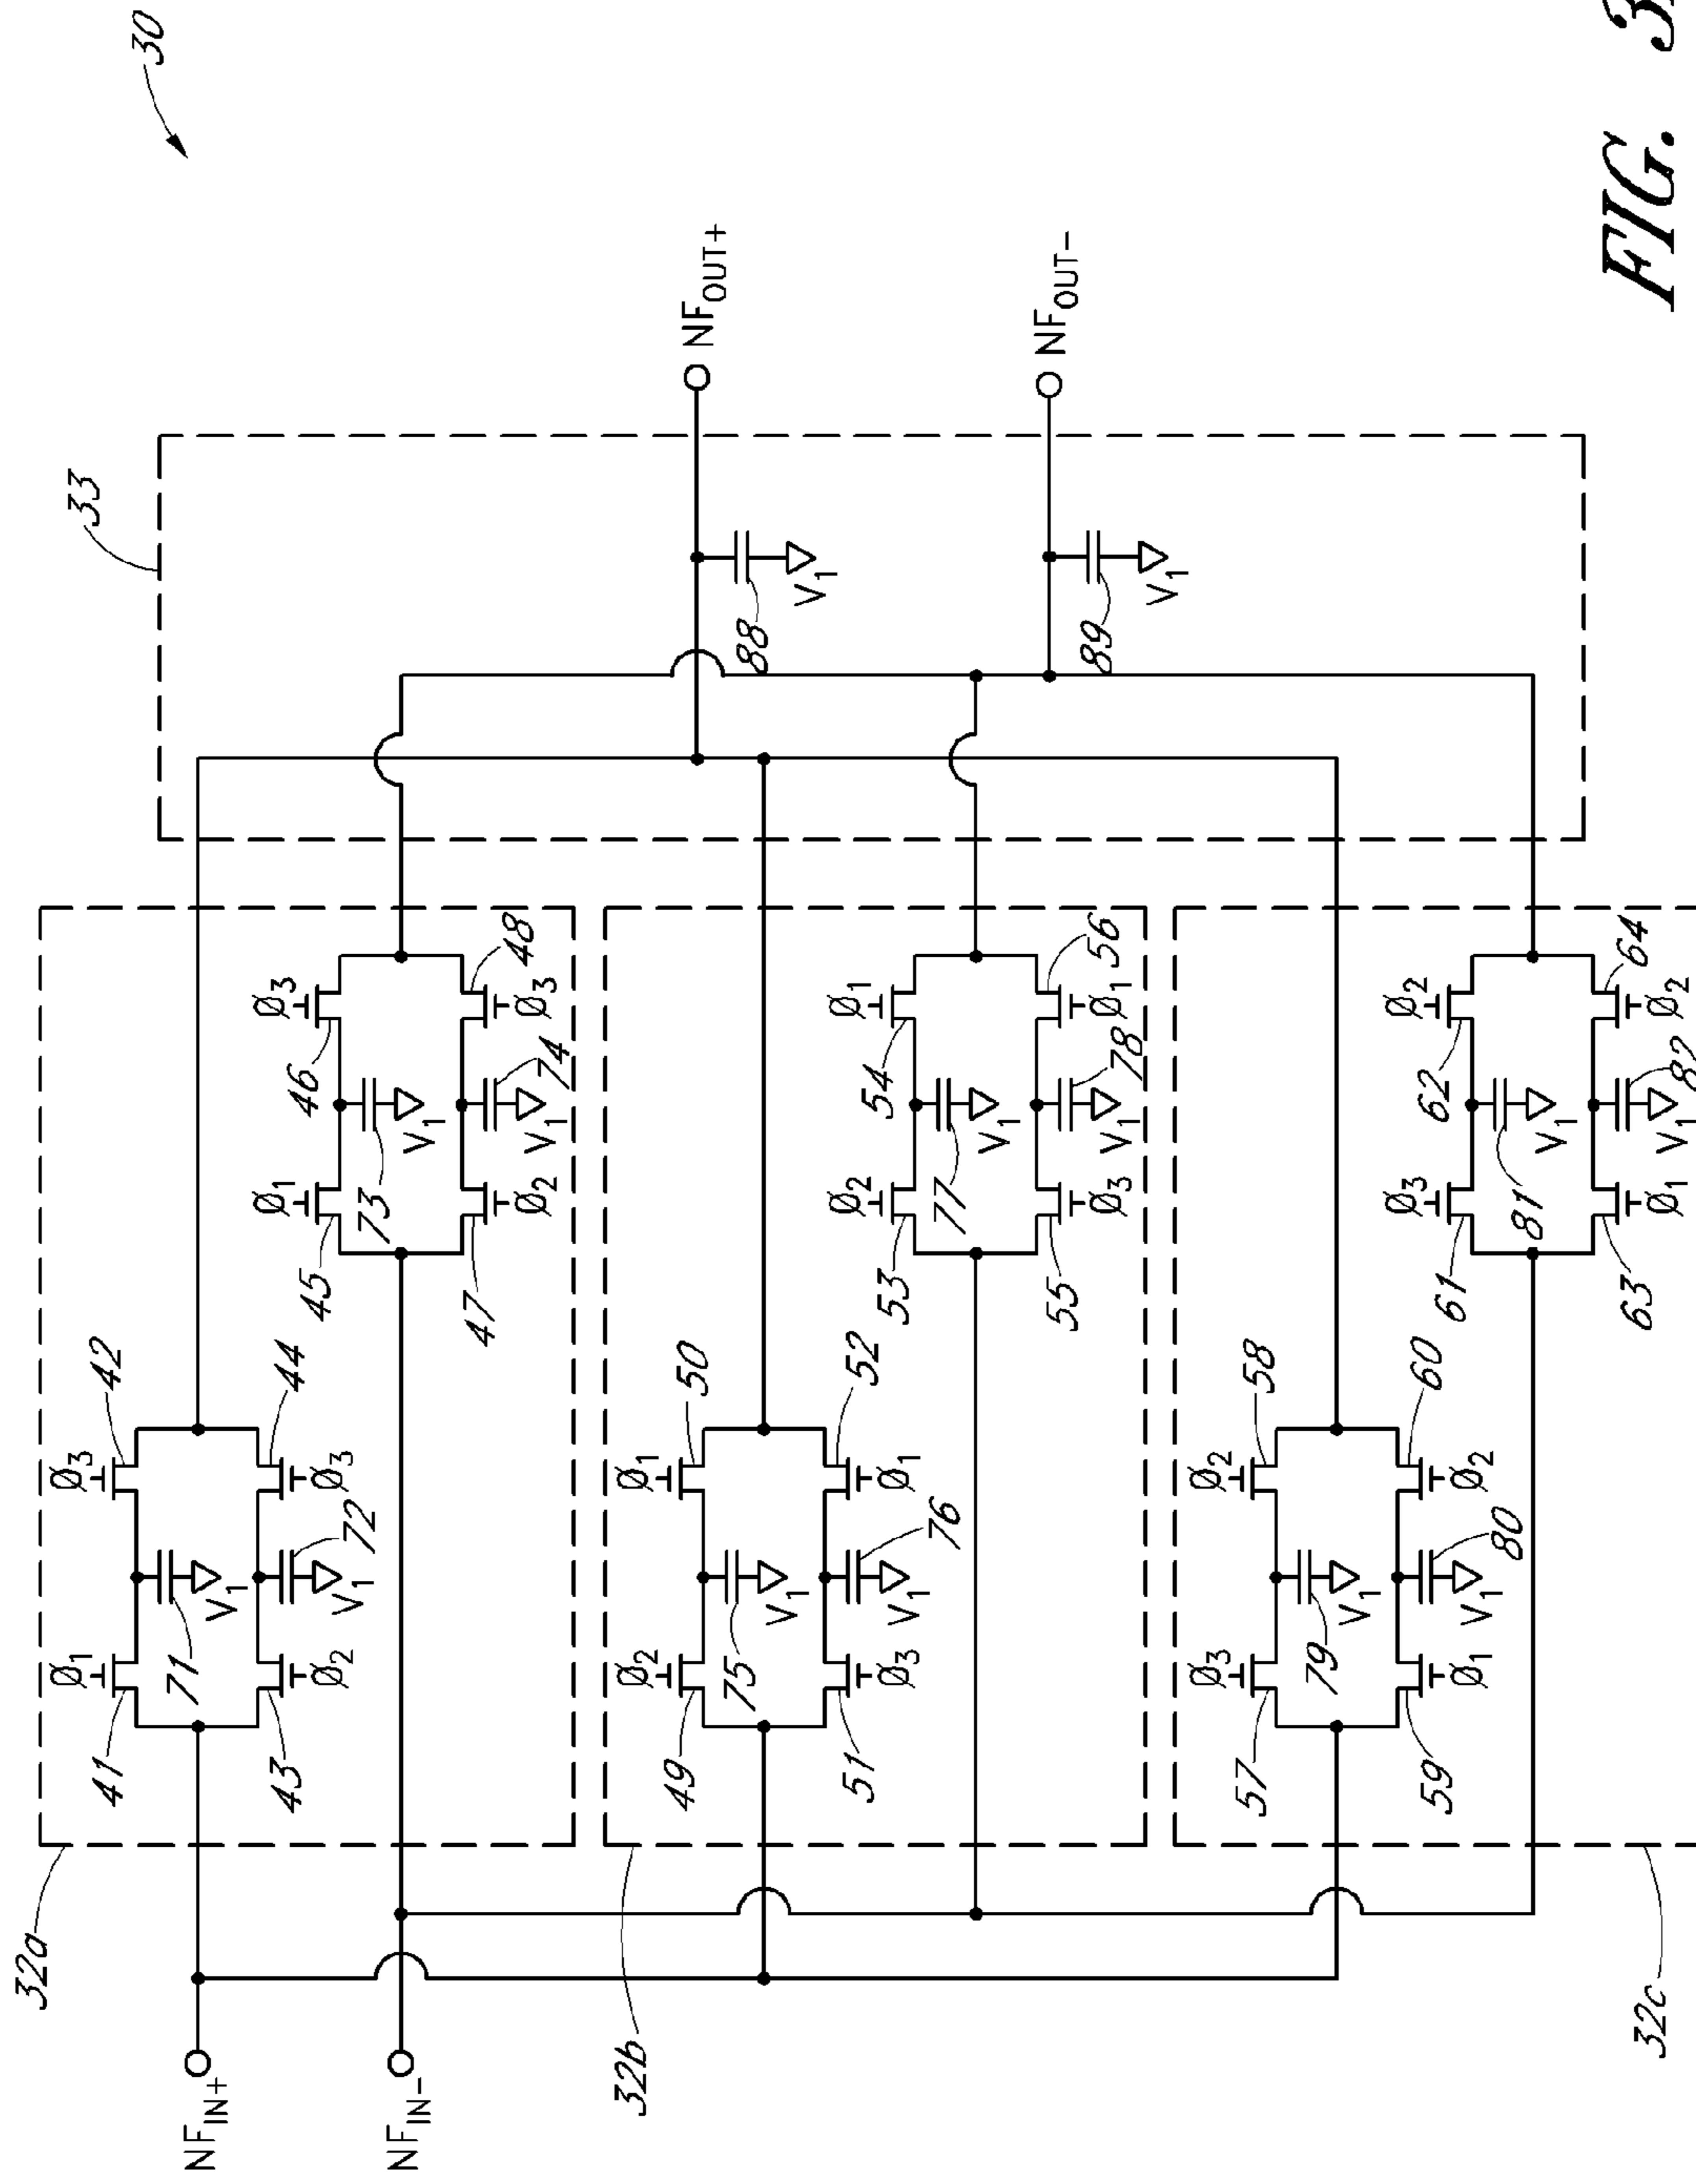 30
33
32a
41
Ø1
42
Ø3
71
V1
43
Ø2
44
Ø3
72
V1
45
Ø1
46
Ø3
73
V1
47
Ø2
48
Ø3
74
V1
NFIN+
NFIN-
32b
49
Ø2
50
Ø1
75
V1
51
Ø3
52
Ø1
76
V1
53
Ø2
54
Ø1
77
V1
55
Ø3
56
Ø1
78
V1
88
V1
NFOUT+
89
V1
NFOUT-
32c
57
Ø3
58
Ø2
79
V1
59
Ø1
60
Ø2
80
V1
61
Ø3
62
Ø2
81
V1
63
Ø1
64
Ø2
82
V1
FIG. 3